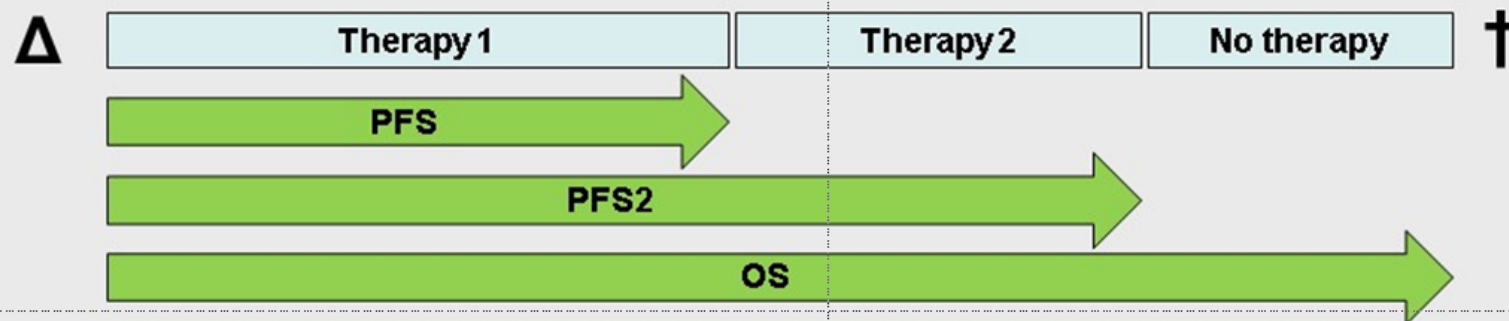 Δ Therapy 1 Therapy 2 No therapy †
PFS
PFS2
OS